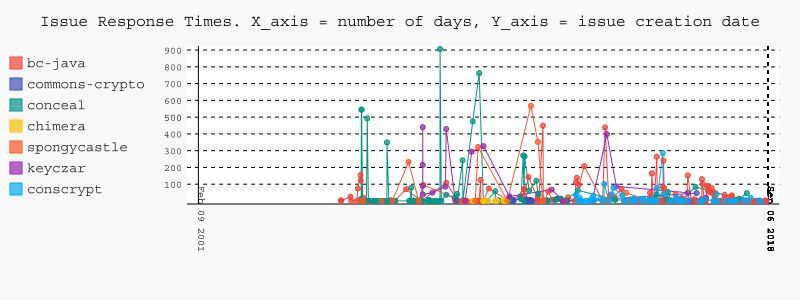 Issue Response Times. X_axis = number of days, Y_axis = issue creation date
bc-java
commons-crypto
conceal
chimera
spongycastle
keyczar
conscrypt
900
800
700
600
500
400
300
200
100
Feb 09 2001
Sep 06 2018